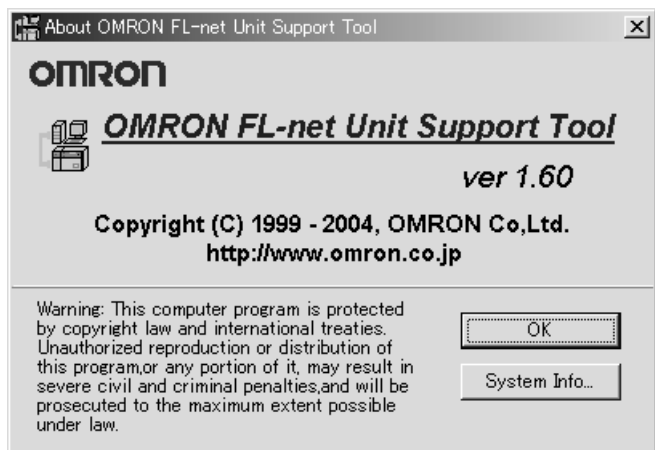 About OMRON FL-net Unit Support Tool
OMRON
OMRON FL-net Unit Support Tool
ver 1.60
Copyright (C) 1999 - 2004, OMRON Co,Ltd.
http://www.omron.co.jp
Warning: This computer program is protected
by copyright law and international treaties.
Unauthorized reproduction or distribution of
this program,or any portion of it, may result in
severe civil and criminal penalties,and will be
prosecuted to the maximum extent possible
under law.
OK
System Info...